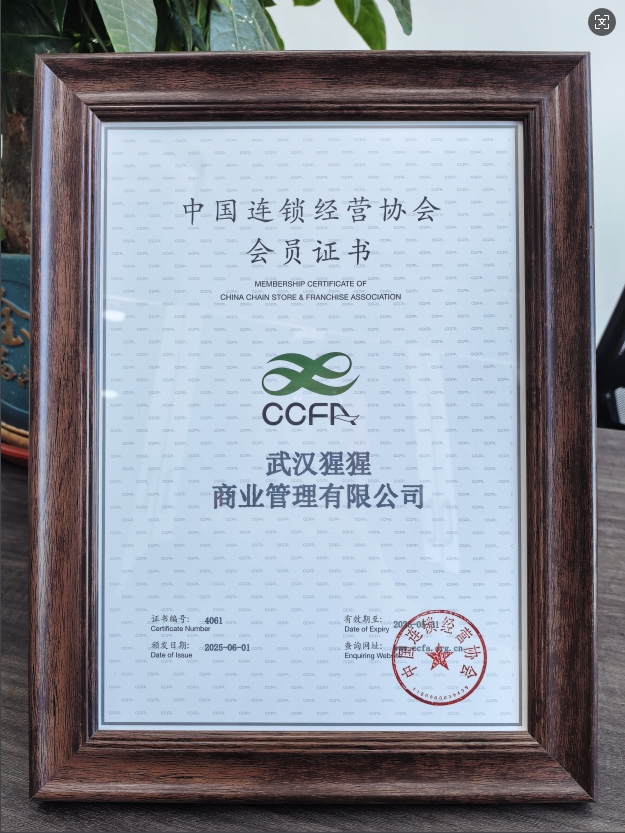 中国连锁经营协会
会员证书
MEMBERSHIP CERTIFICATE OF
CHINA CHAIN STORE & FRANCHISE ASSOCIATION
CCFA
武汉猩猩
商业管理有限公司
证书编号: 4061
Certificate Number
有效期至:
Date of Expiry
颁发日期: 2025-06-01
Date of Issue
查询网址:
Enquiring Website
中国连锁经营协会